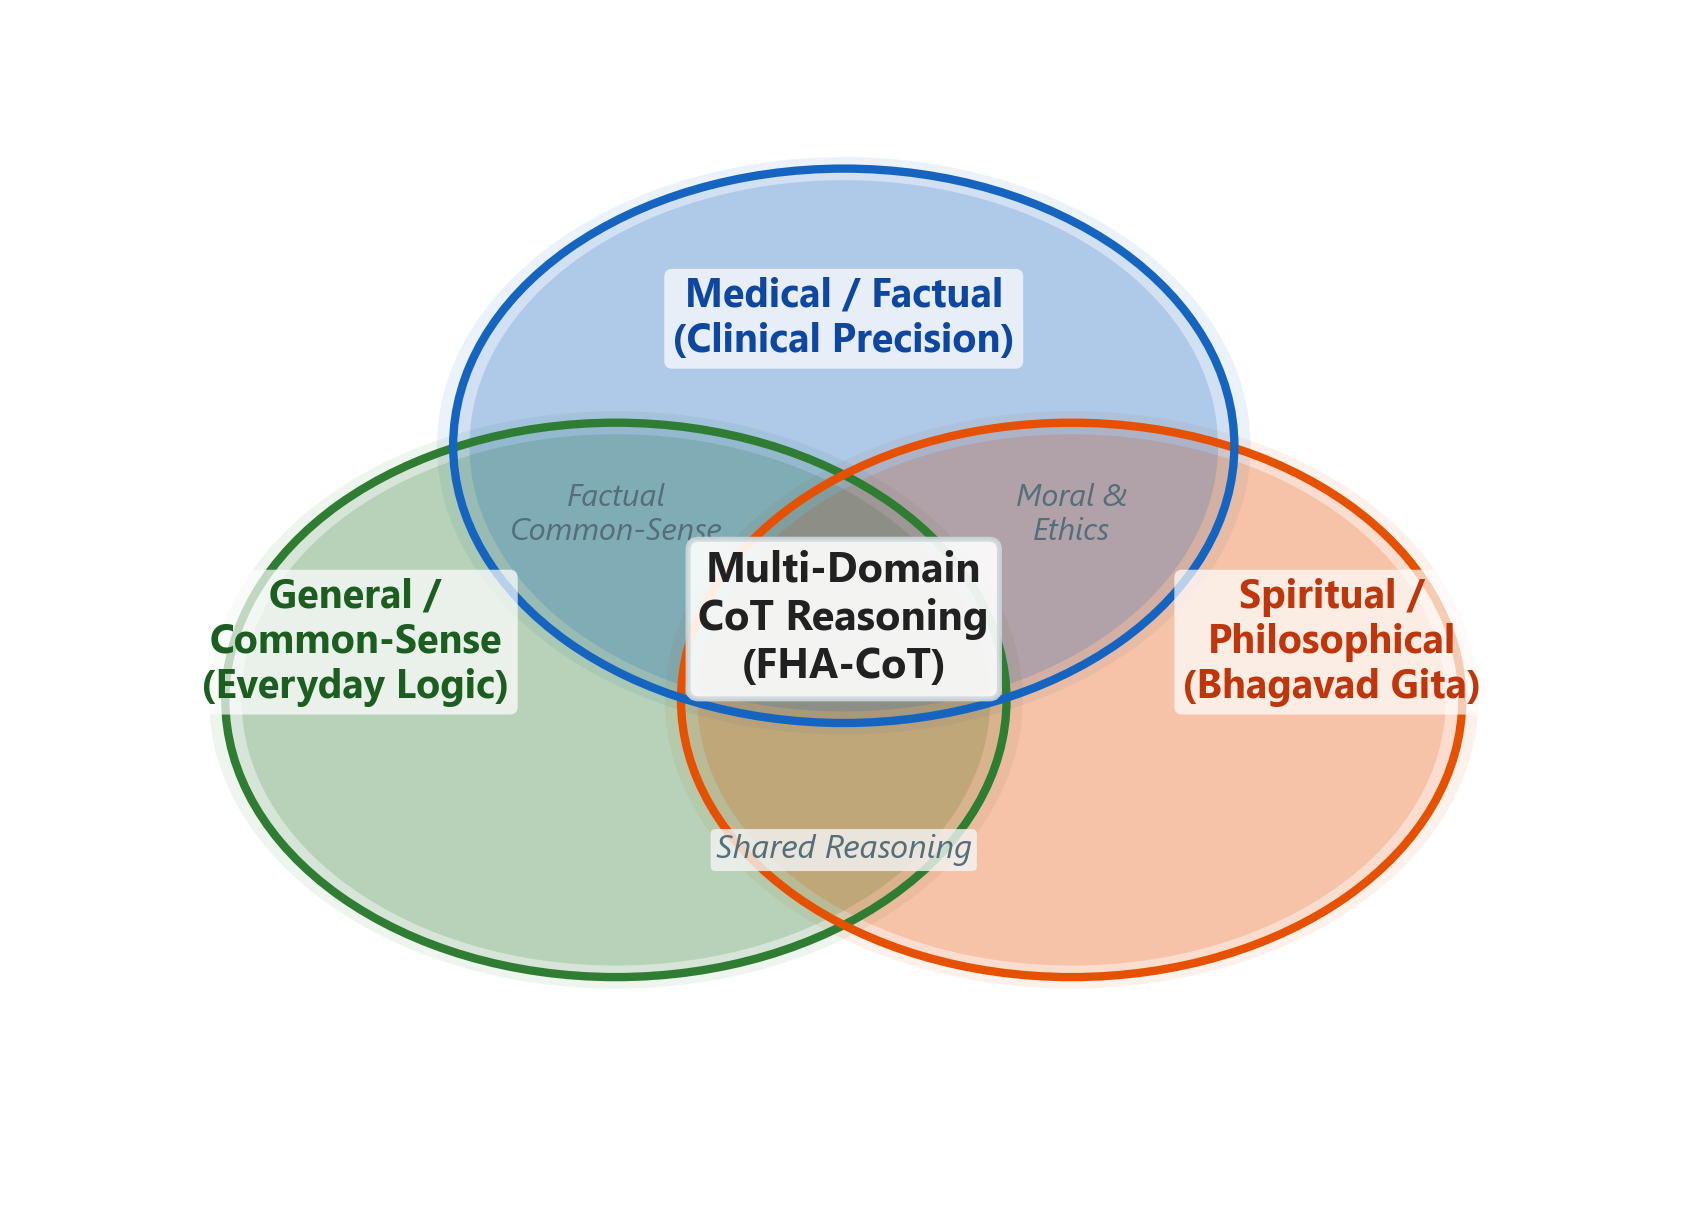 Medical / Factual
(Clinical Precision)
Factual
Common-Sense
Moral &
Ethics
Multi-Domain
CoT Reasoning
(FHA-CoT)
General /
Common-Sense
(Everyday Logic)
Spiritual /
Philosophical
(Bhagavad Gita)
Shared Reasoning